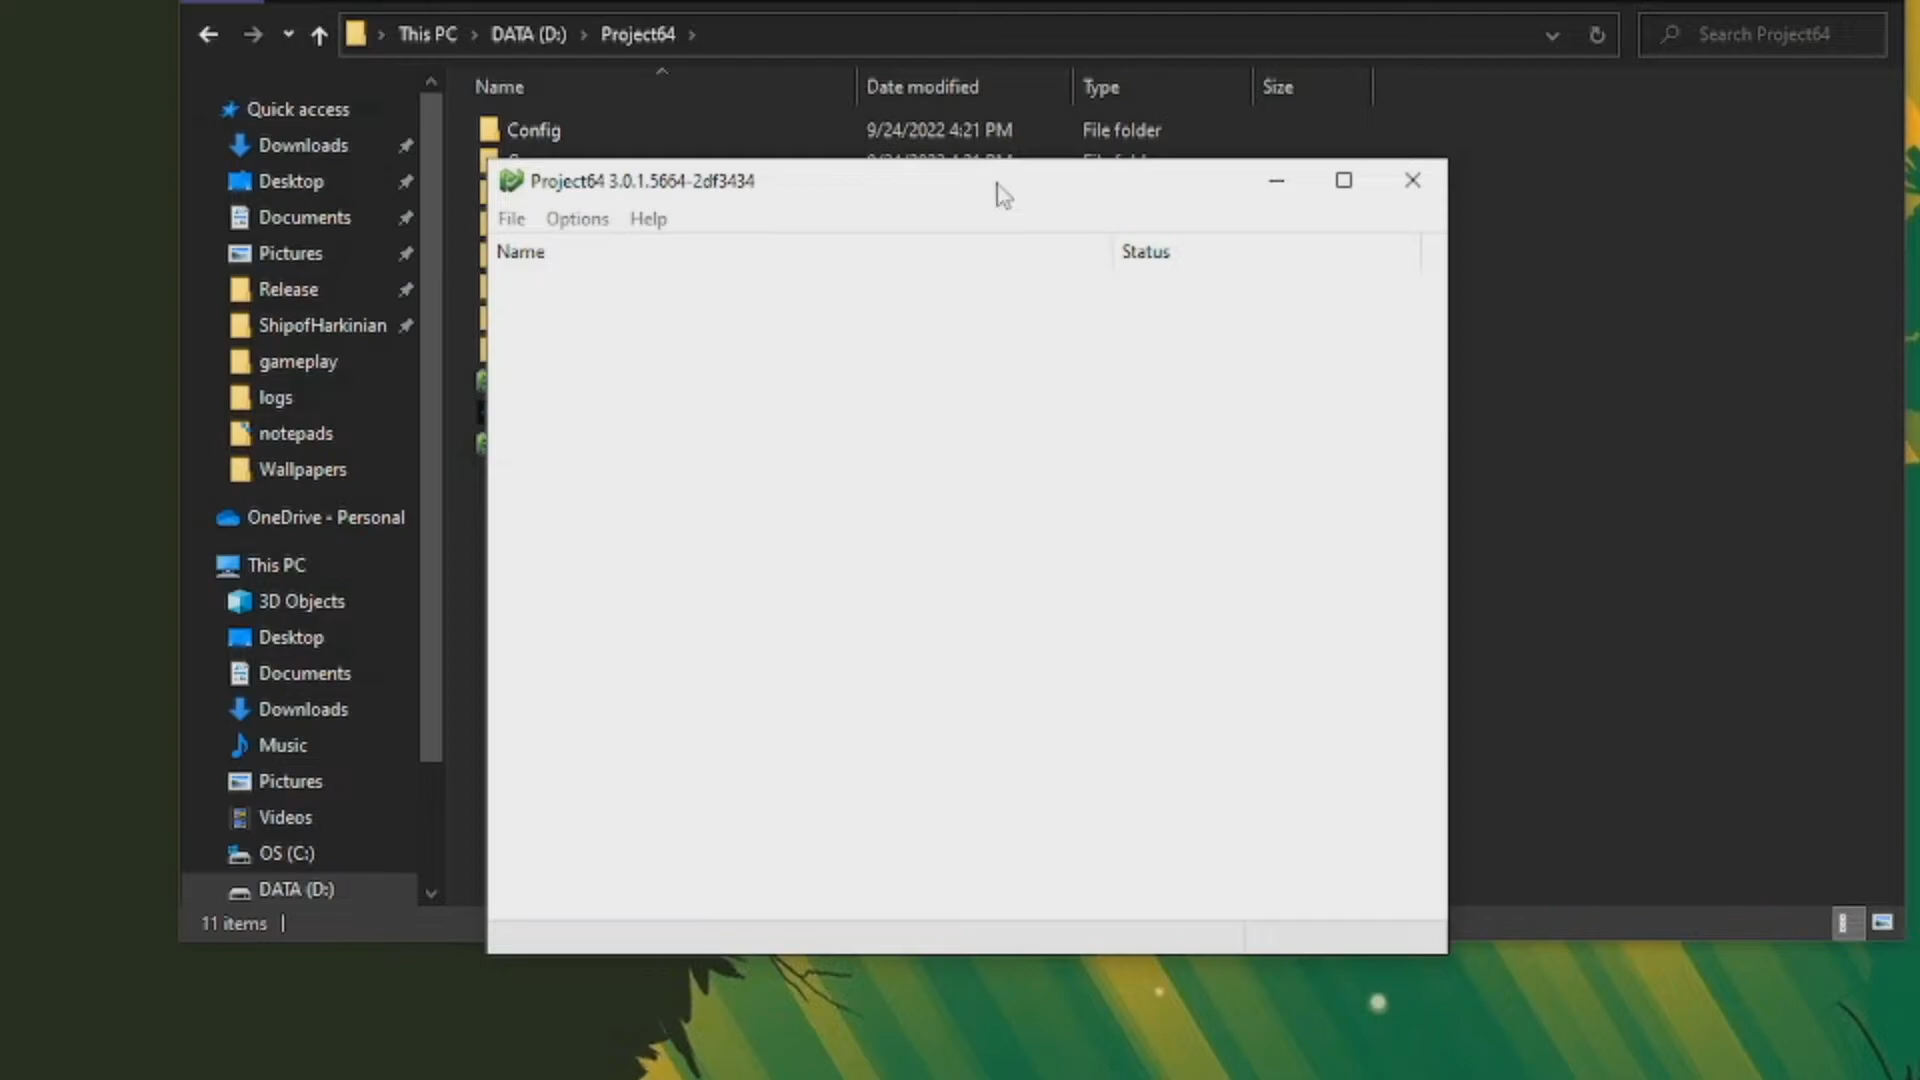 This PC > DATA (D:) > Project64 >
Search Project64
Name
Date modified
Type
Size
Quick access
Downloads
Desktop
Documents
Pictures
Release
ShipofHarkinian
gameplay
logs
notepads
Wallpapers
OneDrive - Personal
This PC
3D Objects
Desktop
Documents
Downloads
Music
Pictures
Videos
OS (C:)
DATA (D:)
11 items
Config 9/24/2022 4:21 PM File folder
Project64 3.0.1.5664-2df3434
File Options Help
Name Status